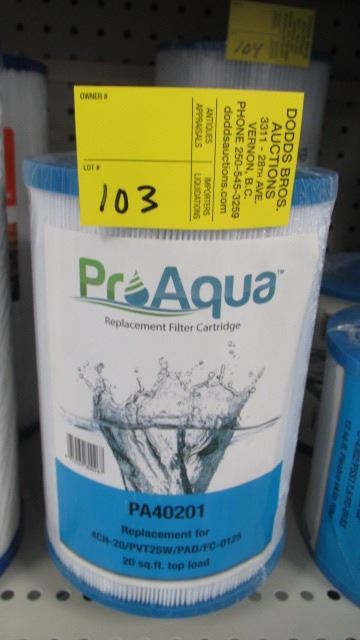 104
OWNER #
LOT #
103
ANTIQUES
APPRAISALS
IMPORTERS
LIQUIDATIONS
DODDS BROS.
AUCTIONS
3311 - 28TH AVE.
VERNON, B.C.
PHONE 250-545-3259
doddsauctions.com
ProAqua™
Replacement Filter Cartridge
PA40201
Replacement for
4CH-20/PVT25W/PAD/FC-0125
20 sq.ft. top load